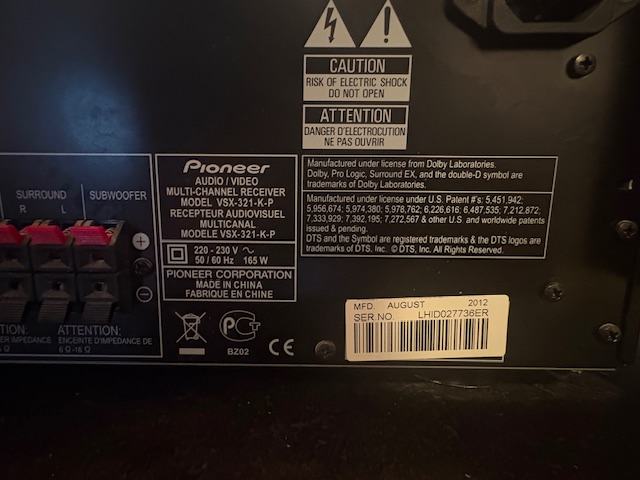 CAUTION
RISK OF ELECTRIC SHOCK
DO NOT OPEN
ATTENTION
DANGER D'ELECTROCUTION
NE PAS OUVRIR
SURROUND
R L
SUBWOOFER
Pioneer
AUDIO / VIDEO
MULTI-CHANNEL RECEIVER
MODEL VSX-321-K-P
RECEPTEUR AUDIOVISUEL
MULTICANAL
MODELE VSX-321-K-P
220 - 230 V ~
50 / 60 Hz 165 W
PIONEER CORPORATION
MADE IN CHINA
FABRIQUE EN CHINE
Manufactured under license from Dolby Laboratories.
Dolby, Pro Logic, Surround EX, and the double-D symbol are
trademarks of Dolby Laboratories.
Manufactured under license under U.S. Patent #'s: 5,451,942;
5,956,674; 5,974,380; 5,978,762; 6,226,616; 6,487,535; 7,212,872;
7,333,929; 7,392,195; 7,272,567 & other U.S. and worldwide patents
issued & pending.
DTS and the Symbol are registered trademarks & the DTS logos are
trademarks of DTS, Inc. © DTS, Inc. All Rights Reserved.
ATTENTION:
ER IMPEDANCE
ENCEINTE D'IMPEDANCE DE
6 Ω-16 Ω
BZ02
CE
MFD. AUGUST 2012
SER.NO. LHID027736ER